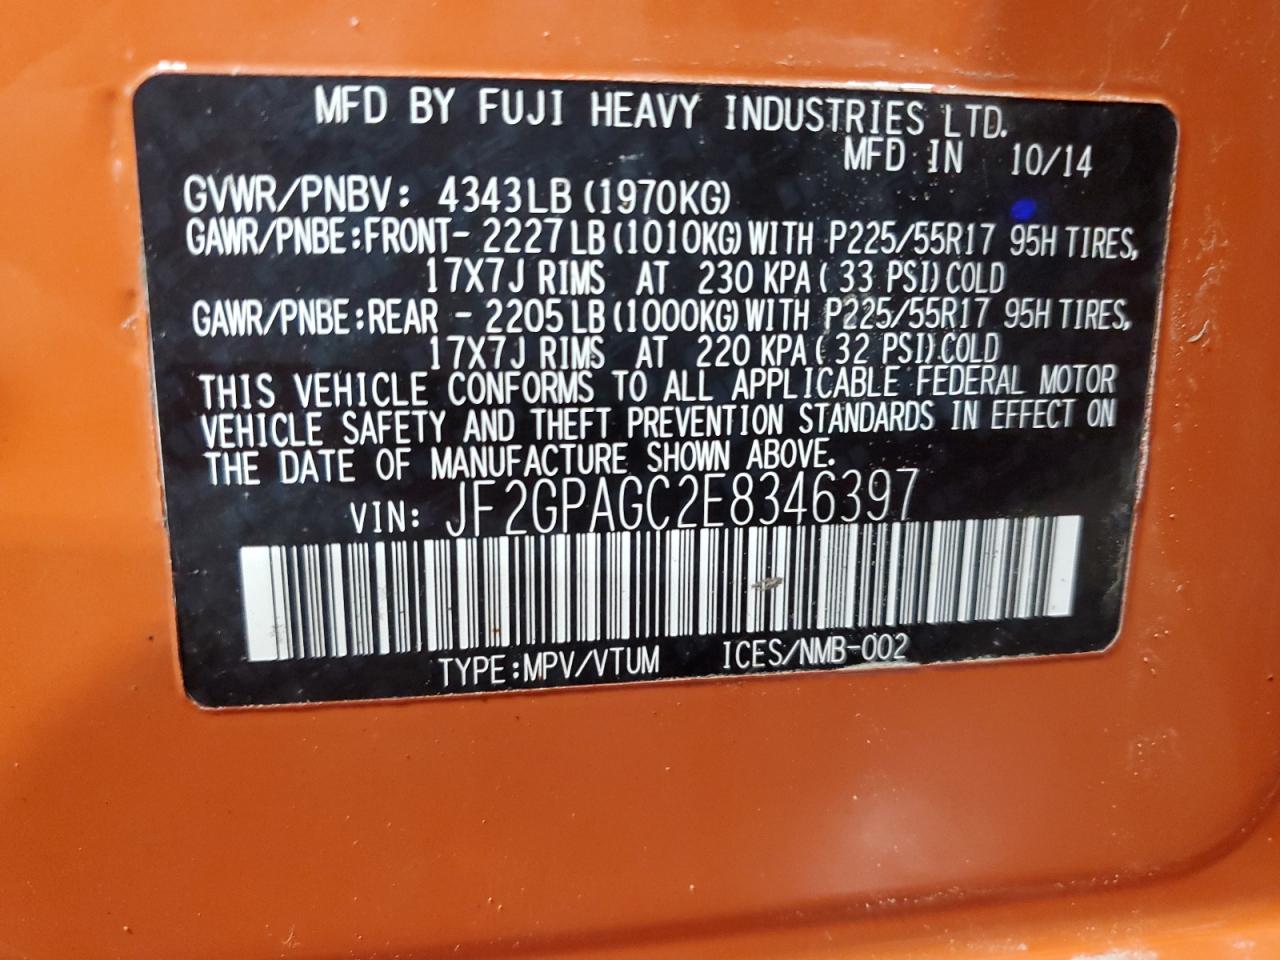 MFD BY FUJI HEAVY INDUSTRIES LTD.
MFD IN 10/14
GVWR/PNBV: 4343LB (1970KG)
GAWR/PNBE:FRONT- 2227LB(1010KG)WITH P225/55R17 95H TIRES,
17X7J RIMS AT 230 KPA( 33 PSI)COLD
GAWR/PNBE:REAR - 2205LB(1000KG)WITH P225/55R17 95H TIRES,
17X7J RIMS AT 220 KPA( 32 PSI)COLD
THIS VEHICLE CONFORMS TO ALL APPLICABLE FEDERAL MOTOR
VEHICLE SAFETY AND THEFT PREVENTION STANDARDS IN EFFECT ON
THE DATE OF MANUFACTURE SHOWN ABOVE.
VIN: JF2GPAGC2E8346397
TYPE:MPV/VTUM ICES/NMB-002